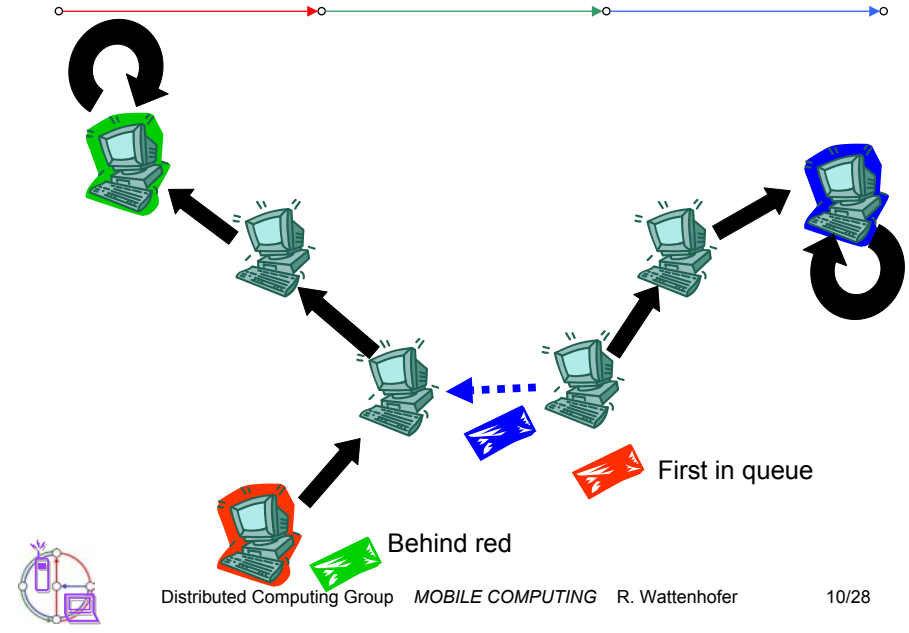 First in queue
Behind red
Distributed Computing Group MOBILE COMPUTING R. Wattenhofer 10/28